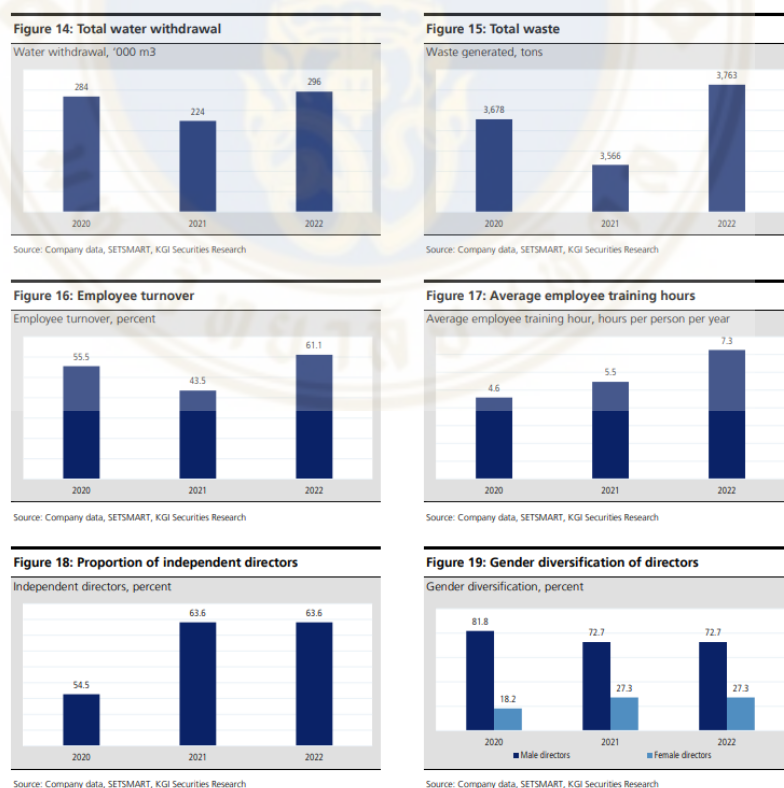 Figure 14: Total water withdrawal
Water withdrawal, '000 m3
284
224
296
2020
2021
2022
Source: Company data, SETSMART, KGI Securities Research
Figure 15: Total waste
Waste generated, tons
3,678
3,566
3,763
2020
2021
2022
Source: Company data, SETSMART, KGI Securities Research
Figure 16: Employee turnover
Employee turnover, percent
55.5
43.5
61.1
2020
2021
2022
Source: Company data, SETSMART, KGI Securities Research
Figure 17: Average employee training hours
Average employee training hour, hours per person per year
4.6
5.5
7.3
2020
2021
2022
Source: Company data, SETSMART, KGI Securities Research
Figure 18: Proportion of independent directors
Independent directors, percent
54.5
63.6
63.6
2020
2021
2022
Source: Company data, SETSMART, KGI Securities Research
Figure 19: Gender diversification of directors
Gender diversification, percent
81.8
18.2
72.7
27.3
72.7
27.3
2020
2021
2022
Male directors
Female directors
Source: Company data, SETSMART, KGI Securities Research